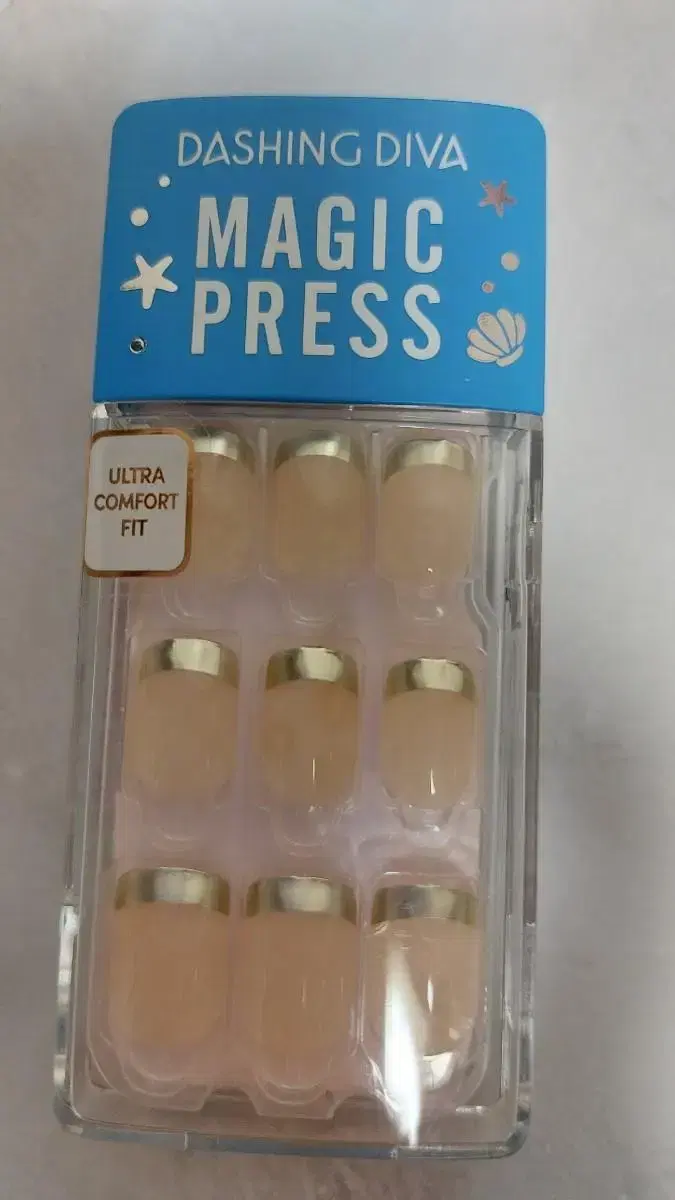 DASHING DIVA
MAGIC
PRESS
ULTRA
COMFORT
FIT